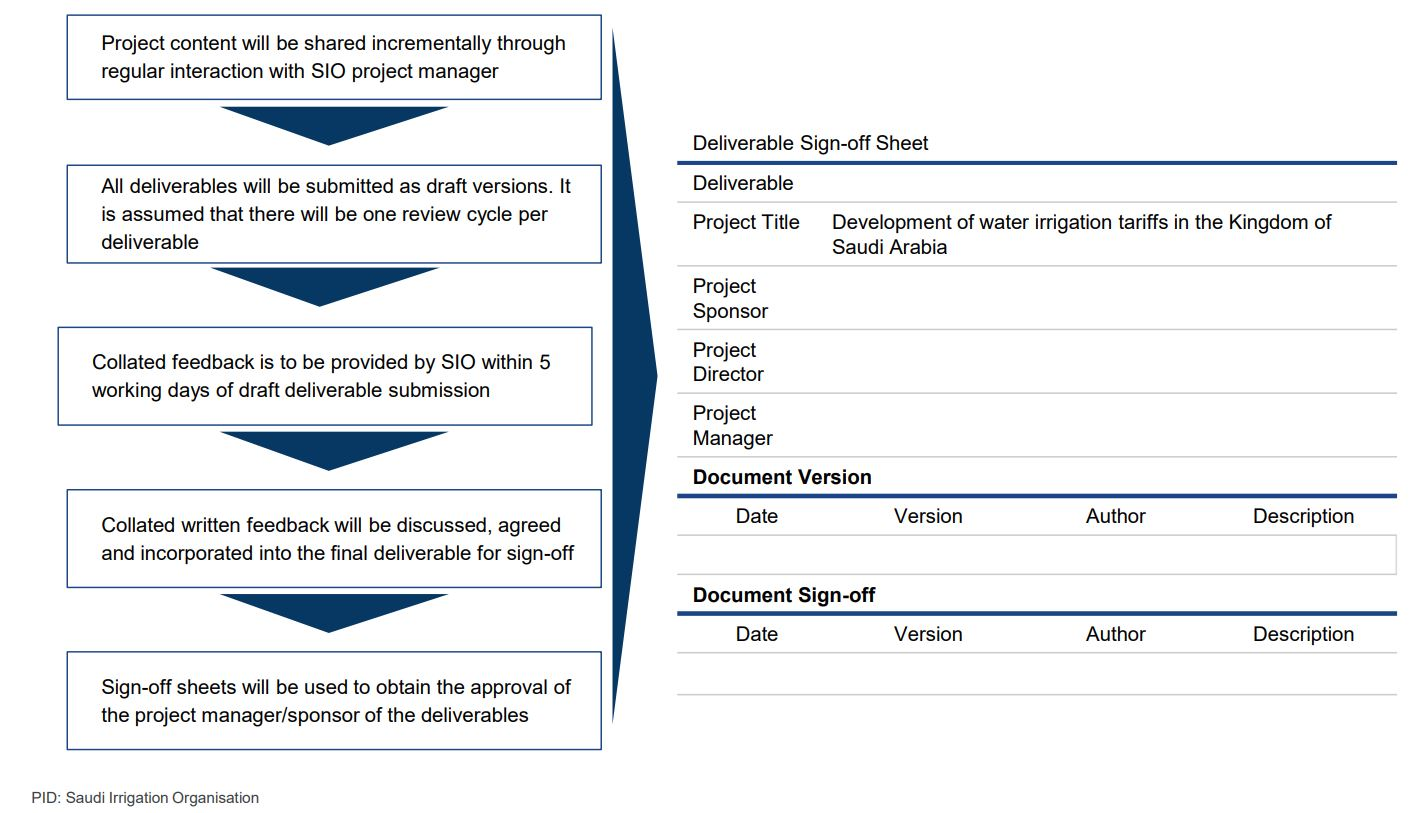 Project content will be shared incrementally through
regular interaction with SIO project manager
All deliverables will be submitted as draft versions. It
is assumed that there will be one review cycle per
deliverable
Collated feedback is to be provided by SIO within 5
working days of draft deliverable submission
Collated written feedback will be discussed, agreed
and incorporated into the final deliverable for sign-off
Sign-off sheets will be used to obtain the approval of
the project manager/sponsor of the deliverables
Deliverable Sign-off Sheet
Deliverable
Project Title Development of water irrigation tariffs in the Kingdom of
Saudi Arabia
Project
Sponsor
Project
Director
Project
Manager
Document Version
Date Version Author Description
Document Sign-off
Date Version Author Description
PID: Saudi Irrigation Organisation